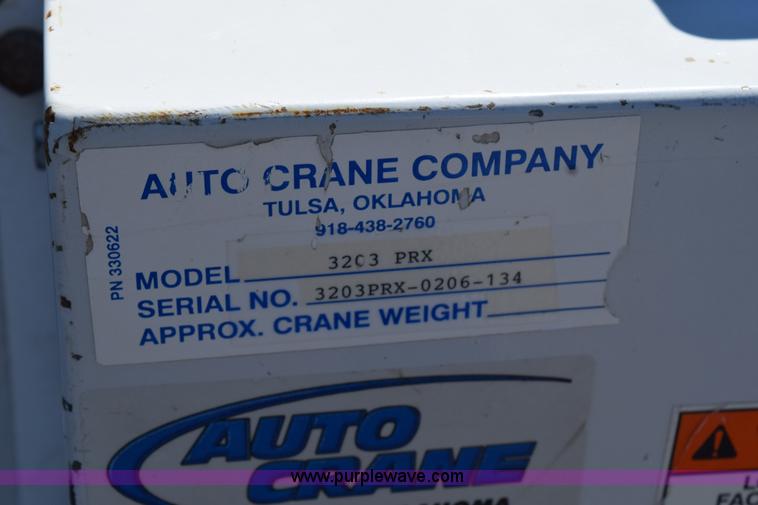 AUTO CRANE COMPANY
TULSA, OKLAHOMA
918-438-2760
PN 330622
MODEL 3203 PRX
SERIAL NO. 3203PRX-0206-134
APPROX. CRANE WEIGHT
AUTO
CRANE
www.purplewave.com